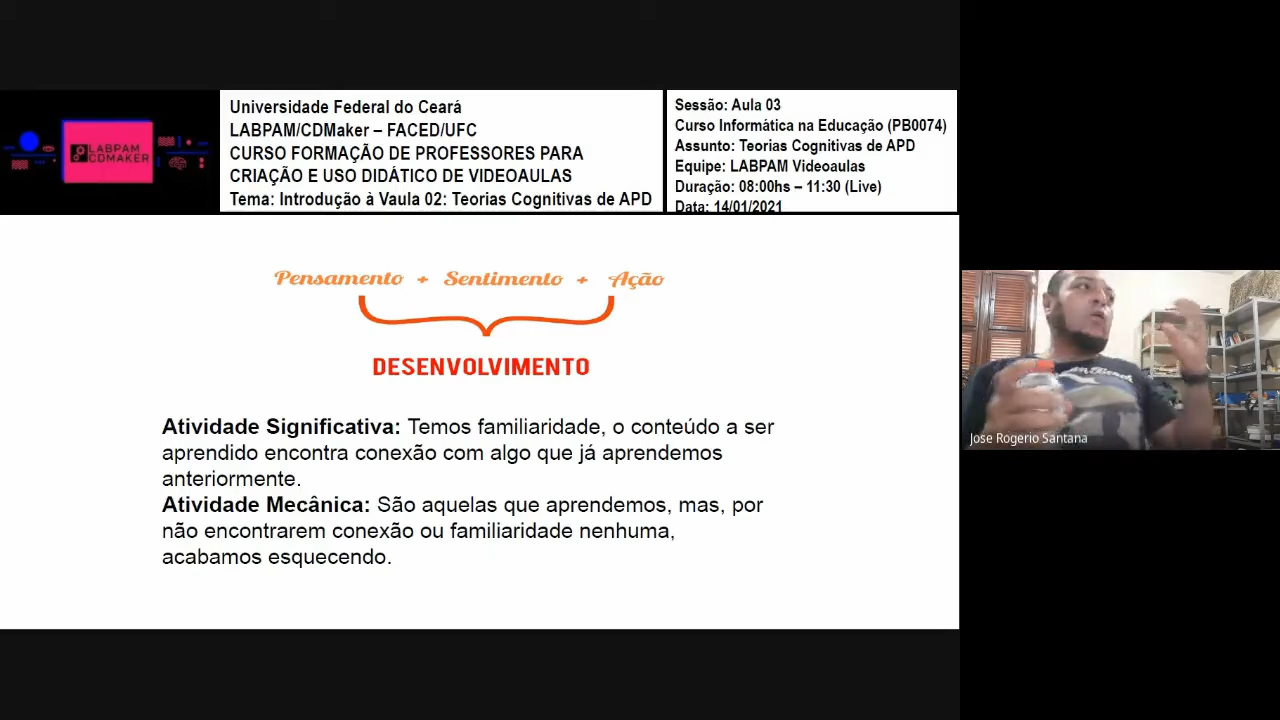 LABPAM
CDMAKER
Universidade Federal do Ceará
LABPAM/CDMaker – FACED/UFC
CURSO FORMAÇÃO DE PROFESSORES PARA
CRIAÇÃO E USO DIDÁTICO DE VIDEOAULAS
Tema: Introdução à Vaula 02: Teorias Cognitivas de APD
Sessão: Aula 03
Curso Informática na Educação (PB0074)
Assunto: Teorias Cognitivas de APD
Equipe: LABPAM Videoaulas
Duração: 08:00hs – 11:30 (Live)
Data: 14/01/2021
Pensamento + Sentimento + Ação
DESENVOLVIMENTO
Atividade Significativa: Temos familiaridade, o conteúdo a ser
aprendido encontra conexão com algo que já aprendemos
anteriormente.
Atividade Mecânica: São aquelas que aprendemos, mas, por
não encontrarem conexão ou familiaridade nenhuma,
acabamos esquecendo.
Jose Rogerio Santana